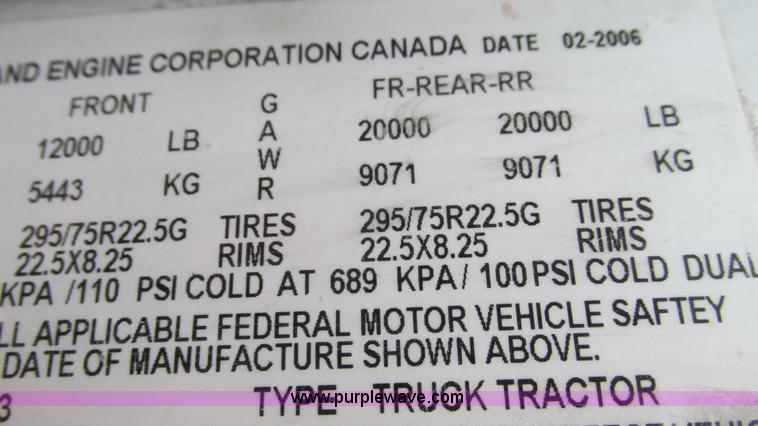 AND ENGINE CORPORATION CANADA DATE 02-2006
FRONT G FR-REAR-RR
12000 LB A 20000 20000 LB
W
5443 KG R 9071 9071 KG
295/75R22.5G TIRES 295/75R22.5G TIRES
22.5X8.25 RIMS 22.5X8.25 RIMS
KPA /110 PSI COLD AT 689 KPA/ 100PSI COLD DUAL
LL APPLICABLE FEDERAL MOTOR VEHICLE SAFTEY
DATE OF MANUFACTURE SHOWN ABOVE.
3 TYPE- TRUCK TRACTOR
www.purplewave.com